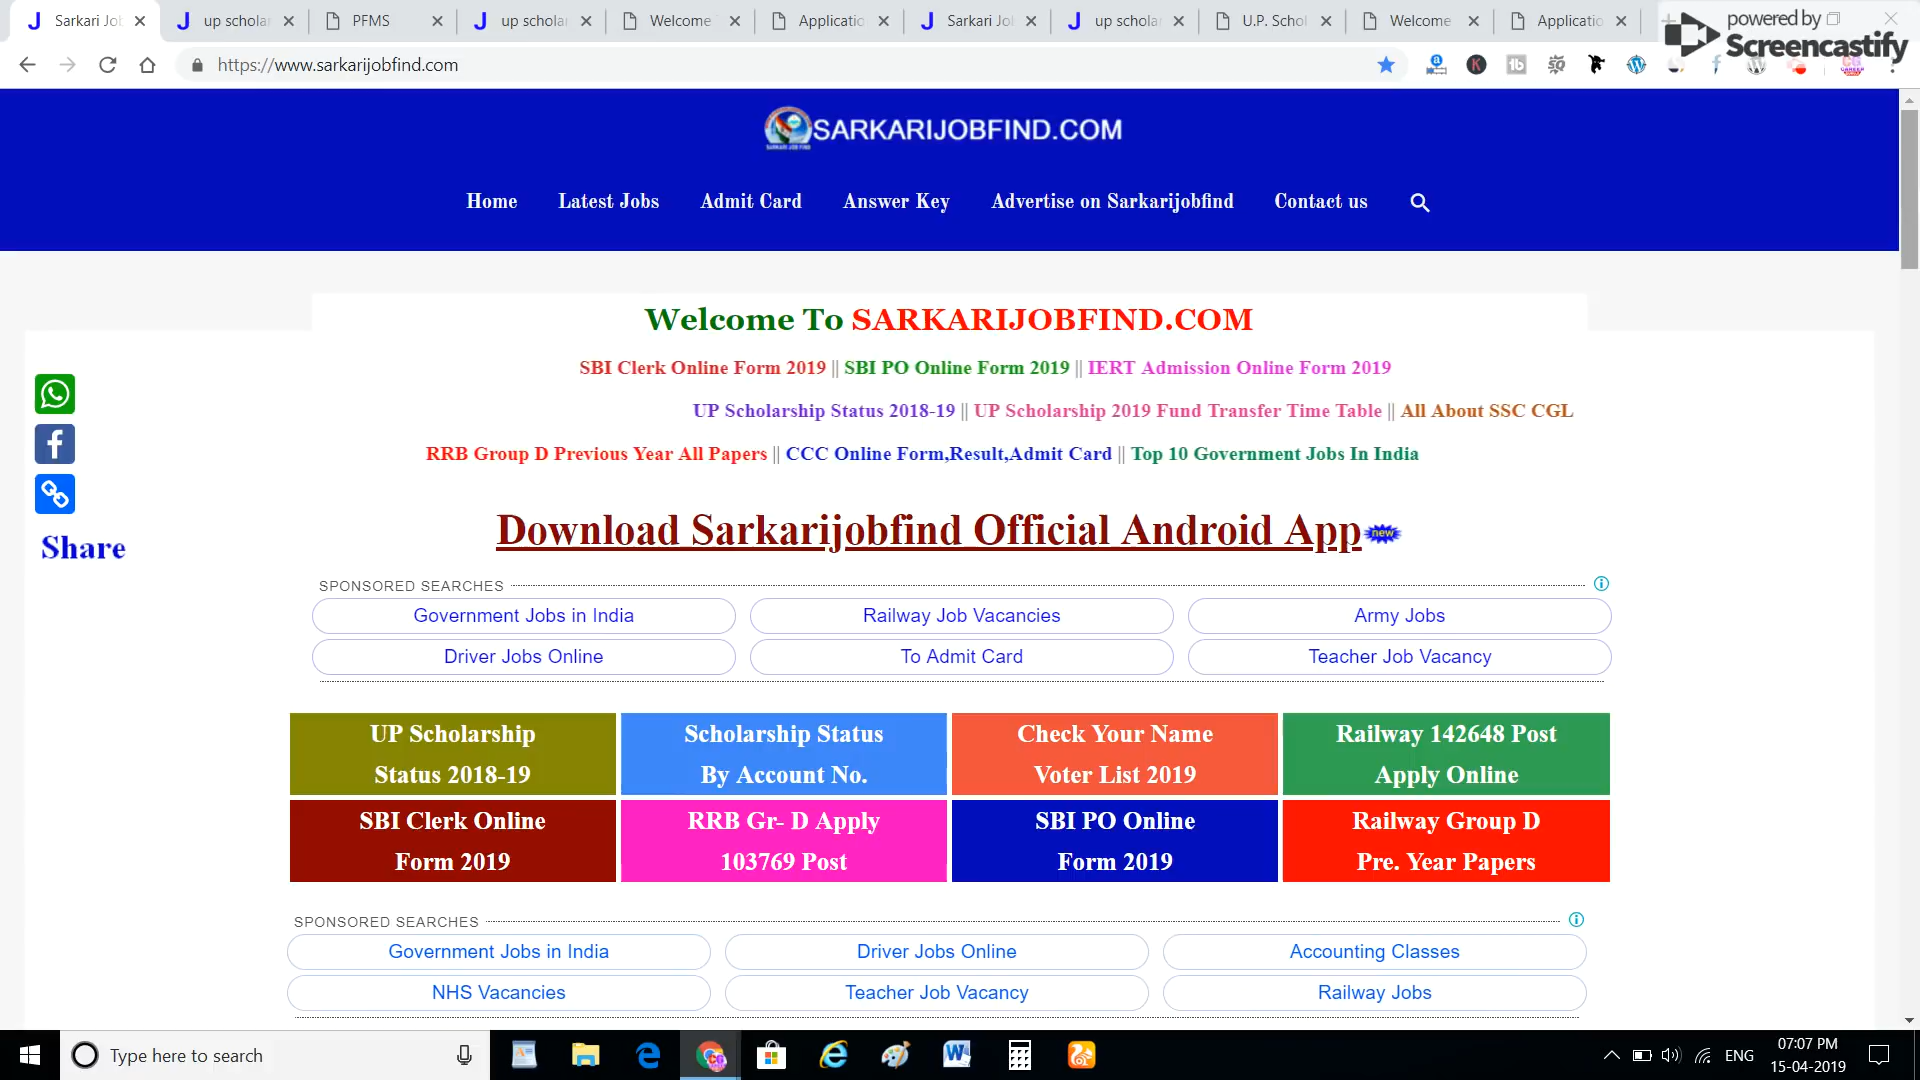 Sarkari Jo
up schola
PFMS
up schola
Welcome
Applicatio
Sarkari Jo
up schola
U.P. Schol
Welcome
Applicatio
powered by
Screencastify
https://www.sarkarijobfind.com
SARKARIJOBFIND.COM
Home
Latest Jobs
Admit Card
Answer Key
Advertise on Sarkarijobfind
Contact us
Welcome To SARKARIJOBFIND.COM
SBI Clerk Online Form 2019 || SBI PO Online Form 2019 || IERT Admission Online Form 2019
UP Scholarship Status 2018-19 || UP Scholarship 2019 Fund Transfer Time Table || All About SSC CGL
RRB Group D Previous Year All Papers || CCC Online Form,Result,Admit Card || Top 10 Government Jobs In India
Download Sarkarijobfind Official Android App new
Share
SPONSORED SEARCHES
Government Jobs in India
Railway Job Vacancies
Army Jobs
Driver Jobs Online
To Admit Card
Teacher Job Vacancy
UP Scholarship
Status 2018-19
Scholarship Status
By Account No.
Check Your Name
Voter List 2019
Railway 142648 Post
Apply Online
SBI Clerk Online
Form 2019
RRB Gr- D Apply
103769 Post
SBI PO Online
Form 2019
Railway Group D
Pre. Year Papers
SPONSORED SEARCHES
Government Jobs in India
Driver Jobs Online
Accounting Classes
NHS Vacancies
Teacher Job Vacancy
Railway Jobs
Type here to search
ENG
07:07 PM
15-04-2019